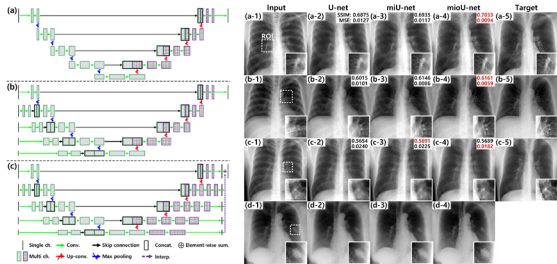 (a)
(b)
(c)
Single ch.
Conv.
Skip connection
Concat.
Element-wise sum.
Multi ch.
Up-conv.
Max pooling
Interp.
Input
U-net
miU-net
mioU-net
Target
(a-1)
ROI
(a-2)
SSIM: 0.6875
MSE: 0.0127
(a-3)
0.6935
0.0117
(a-4)
0.7033
0.0094
(a-5)
(b-1)
(b-2)
0.6015
0.0101
(b-3)
0.6146
0.0086
(b-4)
0.6161
0.0059
(b-5)
(c-1)
(c-2)
0.5654
0.0240
(c-3)
0.5691
0.0225
(c-4)
0.5689
0.0182
(c-5)
(d-1)
(d-2)
(d-3)
(d-4)